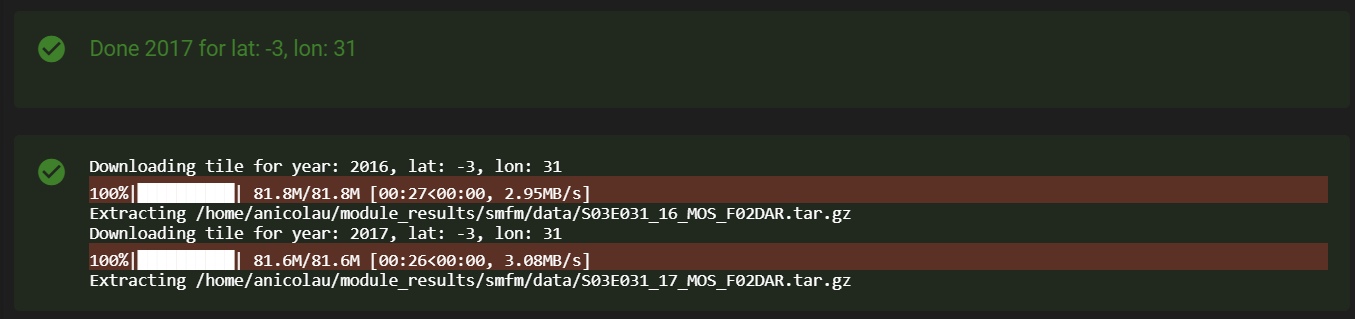 Done 2017 for lat: -3, lon: 31
Downloading tile for year: 2016, lat: -3, lon: 31
100%|██████████| 81.8M/81.8M [00:27<00:00, 2.95MB/s]
Extracting /home/anicolau/module_results/smfm/data/S03E031_16_MOS_F02DAR.tar.gz
Downloading tile for year: 2017, lat: -3, lon: 31
100%|██████████| 81.6M/81.6M [00:26<00:00, 3.08MB/s]
Extracting /home/anicolau/module_results/smfm/data/S03E031_17_MOS_F02DAR.tar.gz